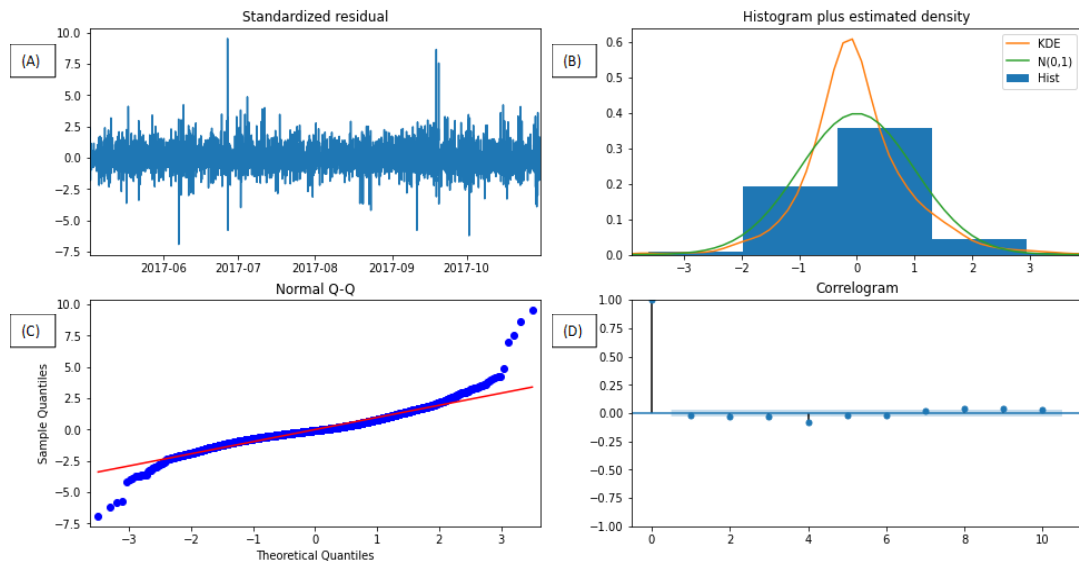 Standardized residual
(A)
10.0
7.5
5.0
2.5
0.0
−2.5
−5.0
−7.5
2017-06 2017-07 2017-08 2017-09 2017-10
Histogram plus estimated density
(B)
KDE
N(0,1)
Hist
0.6
0.5
0.4
0.3
0.2
0.1
0.0
−3 −2 −1 0 1 2 3
Normal Q-Q
(C)
Sample Quantiles
10.0
7.5
5.0
2.5
0.0
−2.5
−5.0
−7.5
−3 −2 −1 0 1 2 3
Theoretical Quantiles
Correlogram
(D)
1.00
0.75
0.50
0.25
0.00
−0.25
−0.50
−0.75
−1.00
0 2 4 6 8 10